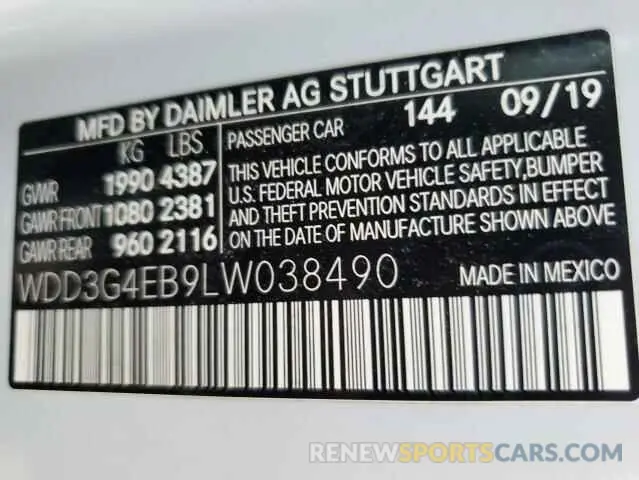 MFD BY DAIMLER AG STUTTGART
KG LBS
GVWR 1990 4387
GAWR FRONT 1080 2381
GAWR REAR 960 2116
PASSENGER CAR 144 09/19
THIS VEHICLE CONFORMS TO ALL APPLICABLE
U.S. FEDERAL MOTOR VEHICLE SAFETY,BUMPER
AND THEFT PREVENTION STANDARDS IN EFFECT
ON THE DATE OF MANUFACTURE SHOWN ABOVE
WDD3G4EB9LW038490 MADE IN MEXICO
RENEWSPORTSCARS.COM